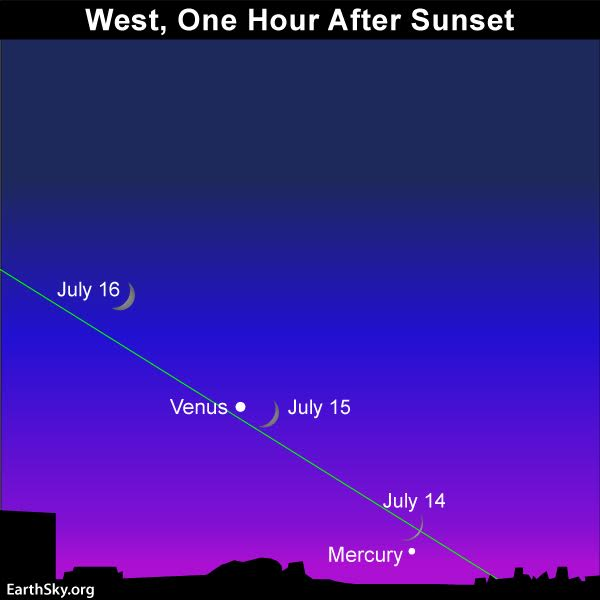 West, One Hour After Sunset
July 16
Venus
July 15
July 14
Mercury
EarthSky.org